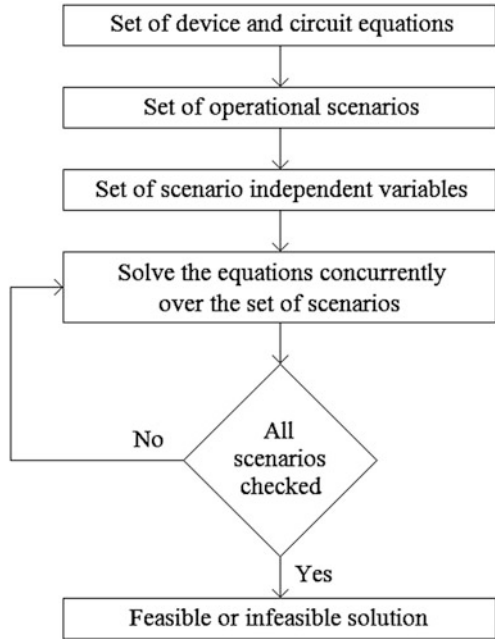 Set of device and circuit equations
Set of operational scenarios
Set of scenario independent variables
Solve the equations concurrently
over the set of scenarios
No
All
scenarios
checked
Yes
Feasible or infeasible solution